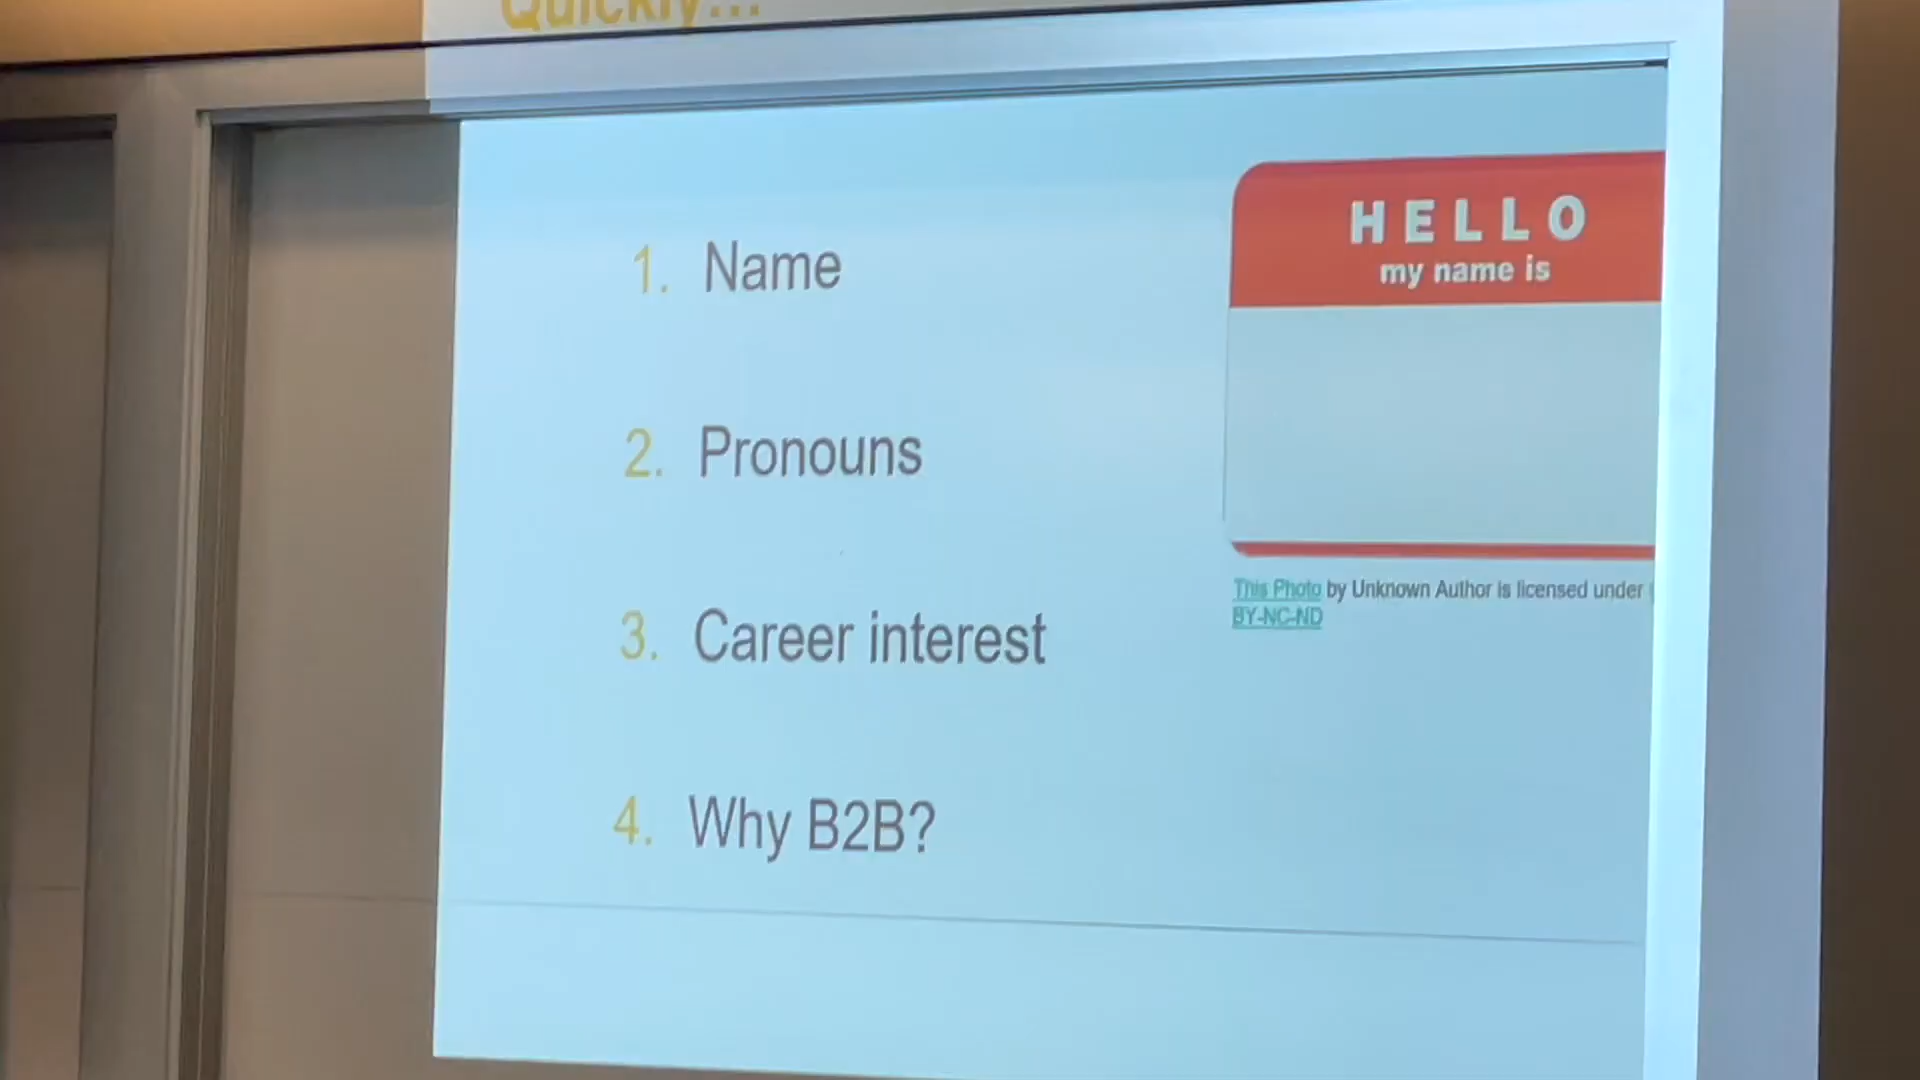 Quickly...
1. Name
2. Pronouns
3. Career interest
4. Why B2B?
HELLO
my name is
This Photo by Unknown Author is licensed under
BY-NC-ND